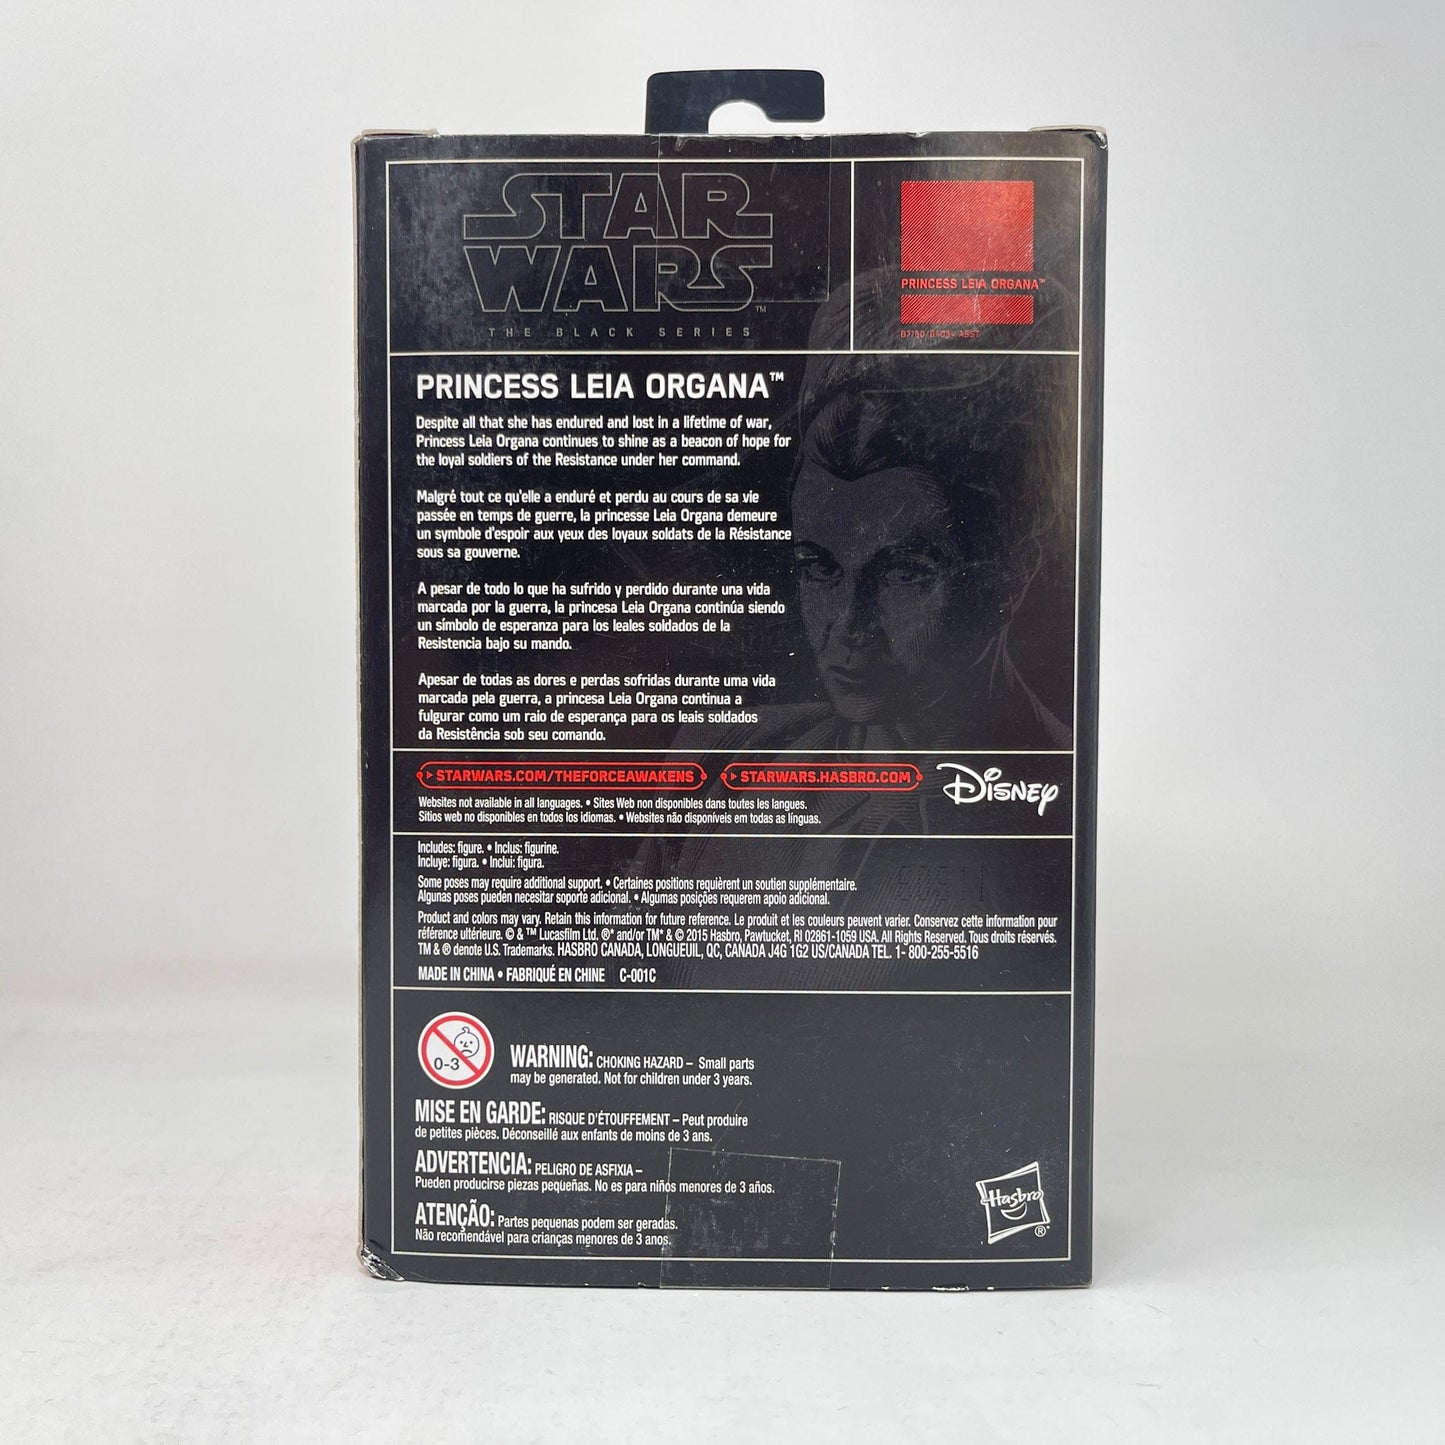 STAR
WARS™
THE BLACK SERIES
PRINCESS LEIA ORGANA™
ASST
PRINCESS LEIA ORGANA™
Despite all that she has endured and lost in a lifetime of war,
Princess Leia Organa continues to shine as a beacon of hope for
the loyal soldiers of the Resistance under her command.
Malgré tout ce qu'elle a enduré et perdu au cours de sa vie
passée en temps de guerre, la princesse Leia Organa demeure
un symbole d'espoir aux yeux des loyaux soldats de la Résistance
sous sa gouverne.
A pesar de todo lo que ha sufrido y perdido durante una vida
marcada por la guerra, la princesa Leia Organa continúa siendo
un símbolo de esperanza para los leales soldados de la
Resistencia bajo su mando.
Apesar de todas as dores e perdas sofridas durante uma vida
marcada pela guerra, a princesa Leia Organa continua a
fulgurar como um raio de esperança para os leais soldados
da Resistência sob seu comando.
STARWARS.COM/THEFORCEAWAKENS STARWARS.HASBRO.COM Disney
Websites not available in all languages. • Sites Web non disponibles dans toutes les langues.
Sitios web no disponibles en todos los idiomas. • Websites não disponíveis em todas as línguas.
Includes: figure. • Inclus: figurine.
Incluye: figura. • Inclui: figura.
Some poses may require additional support. • Certaines positions requièrent un soutien supplémentaire.
Algunas poses pueden necesitar soporte adicional. • Algumas posições requerem apoio adicional.
Product and colors may vary. Retain this information for future reference. Le produit et les couleurs peuvent varier. Conservez cette information pour
référence ultérieure. © & ™ Lucasfilm Ltd. ®* and/or TM* & © 2015 Hasbro, Pawtucket, RI 02861-1059 USA. All Rights Reserved. Tous droits réservés.
TM & ® denote U.S. Trademarks. HASBRO CANADA, LONGUEUIL, QC, CANADA J4G 1G2 US/CANADA TEL. 1- 800-255-5516
MADE IN CHINA • FABRIQUÉ EN CHINE C-001C
0-3
WARNING: CHOKING HAZARD – Small parts
may be generated. Not for children under 3 years.
MISE EN GARDE: RISQUE D'ÉTOUFFEMENT – Peut produire
de petites pièces. Déconseillé aux enfants de moins de 3 ans.
ADVERTENCIA: PELIGRO DE ASFIXIA –
Pueden producirse piezas pequeñas. No es para niños menores de 3 años.
ATENÇÃO: Partes pequenas podem ser geradas.
Não recomendável para crianças menores de 3 anos.
Hasbro®